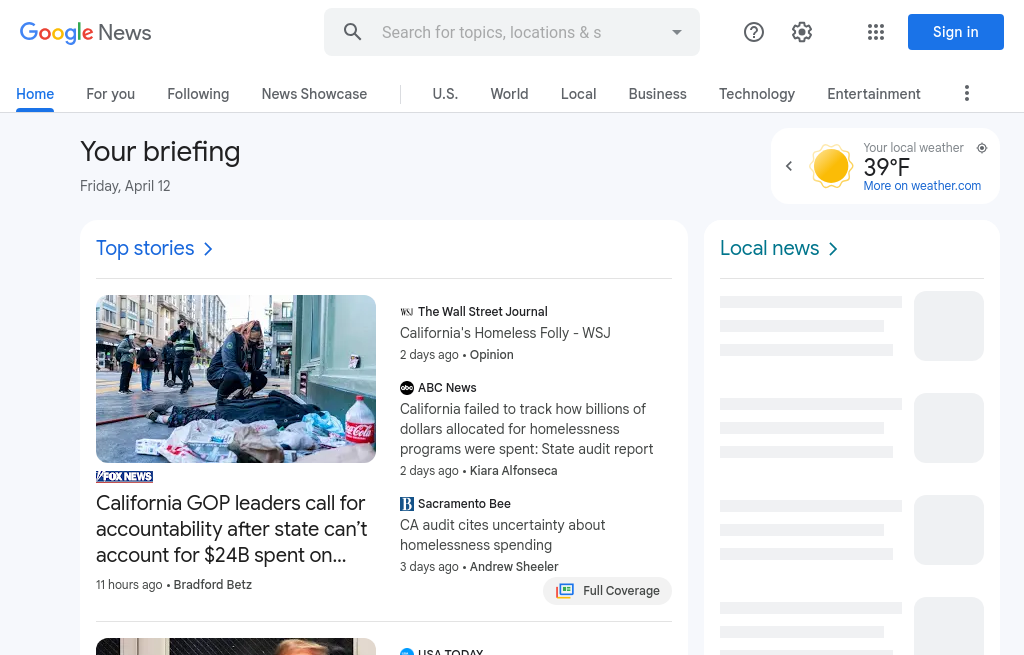 Google News
Search for topics, locations & s
Sign in
Home
For you
Following
News Showcase
U.S.
World
Local
Business
Technology
Entertainment
Your briefing
Friday, April 12
Your local weather
39°F
More on weather.com
Top stories
Coca-Cola
FOX NEWS
California GOP leaders call for
accountability after state can’t
account for $24B spent on...
11 hours ago • Bradford Betz
WSJ The Wall Street Journal
California's Homeless Folly - WSJ
2 days ago • Opinion
abc ABC News
California failed to track how billions of
dollars allocated for homelessness
programs were spent: State audit report
2 days ago • Kiara Alfonseca
B Sacramento Bee
CA audit cites uncertainty about
homelessness spending
3 days ago • Andrew Sheeler
Full Coverage
USA TODAY
Local news